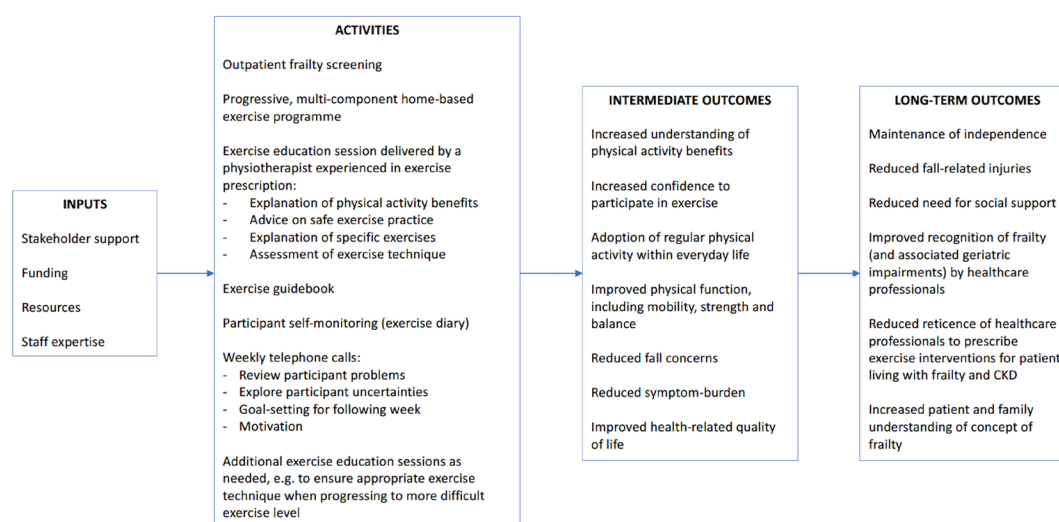 INPUTS
Stakeholder support
Funding
Resources
Staff expertise
ACTIVITIES
Outpatient frailty screening
Progressive, multi-component home-based
exercise programme
Exercise education session delivered by a
physiotherapist experienced in exercise
prescription:
- Explanation of physical activity benefits
- Advice on safe exercise practice
- Explanation of specific exercises
- Assessment of exercise technique
Exercise guidebook
Participant self-monitoring (exercise diary)
Weekly telephone calls:
- Review participant problems
- Explore participant uncertainties
- Goal-setting for following week
- Motivation
Additional exercise education sessions as
needed, e.g. to ensure appropriate exercise
technique when progressing to more difficult
exercise level
INTERMEDIATE OUTCOMES
Increased understanding of
physical activity benefits
Increased confidence to
participate in exercise
Adoption of regular physical
activity within everyday life
Improved physical function,
including mobility, strength and
balance
Reduced fall concerns
Reduced symptom-burden
Improved health-related quality
of life
LONG-TERM OUTCOMES
Maintenance of independence
Reduced fall-related injuries
Reduced need for social support
Improved recognition of frailty
(and associated geriatric
impairments) by healthcare
professionals
Reduced reticence of healthcare
professionals to prescribe
exercise interventions for patient
living with frailty and CKD
Increased patient and family
understanding of concept of
frailty